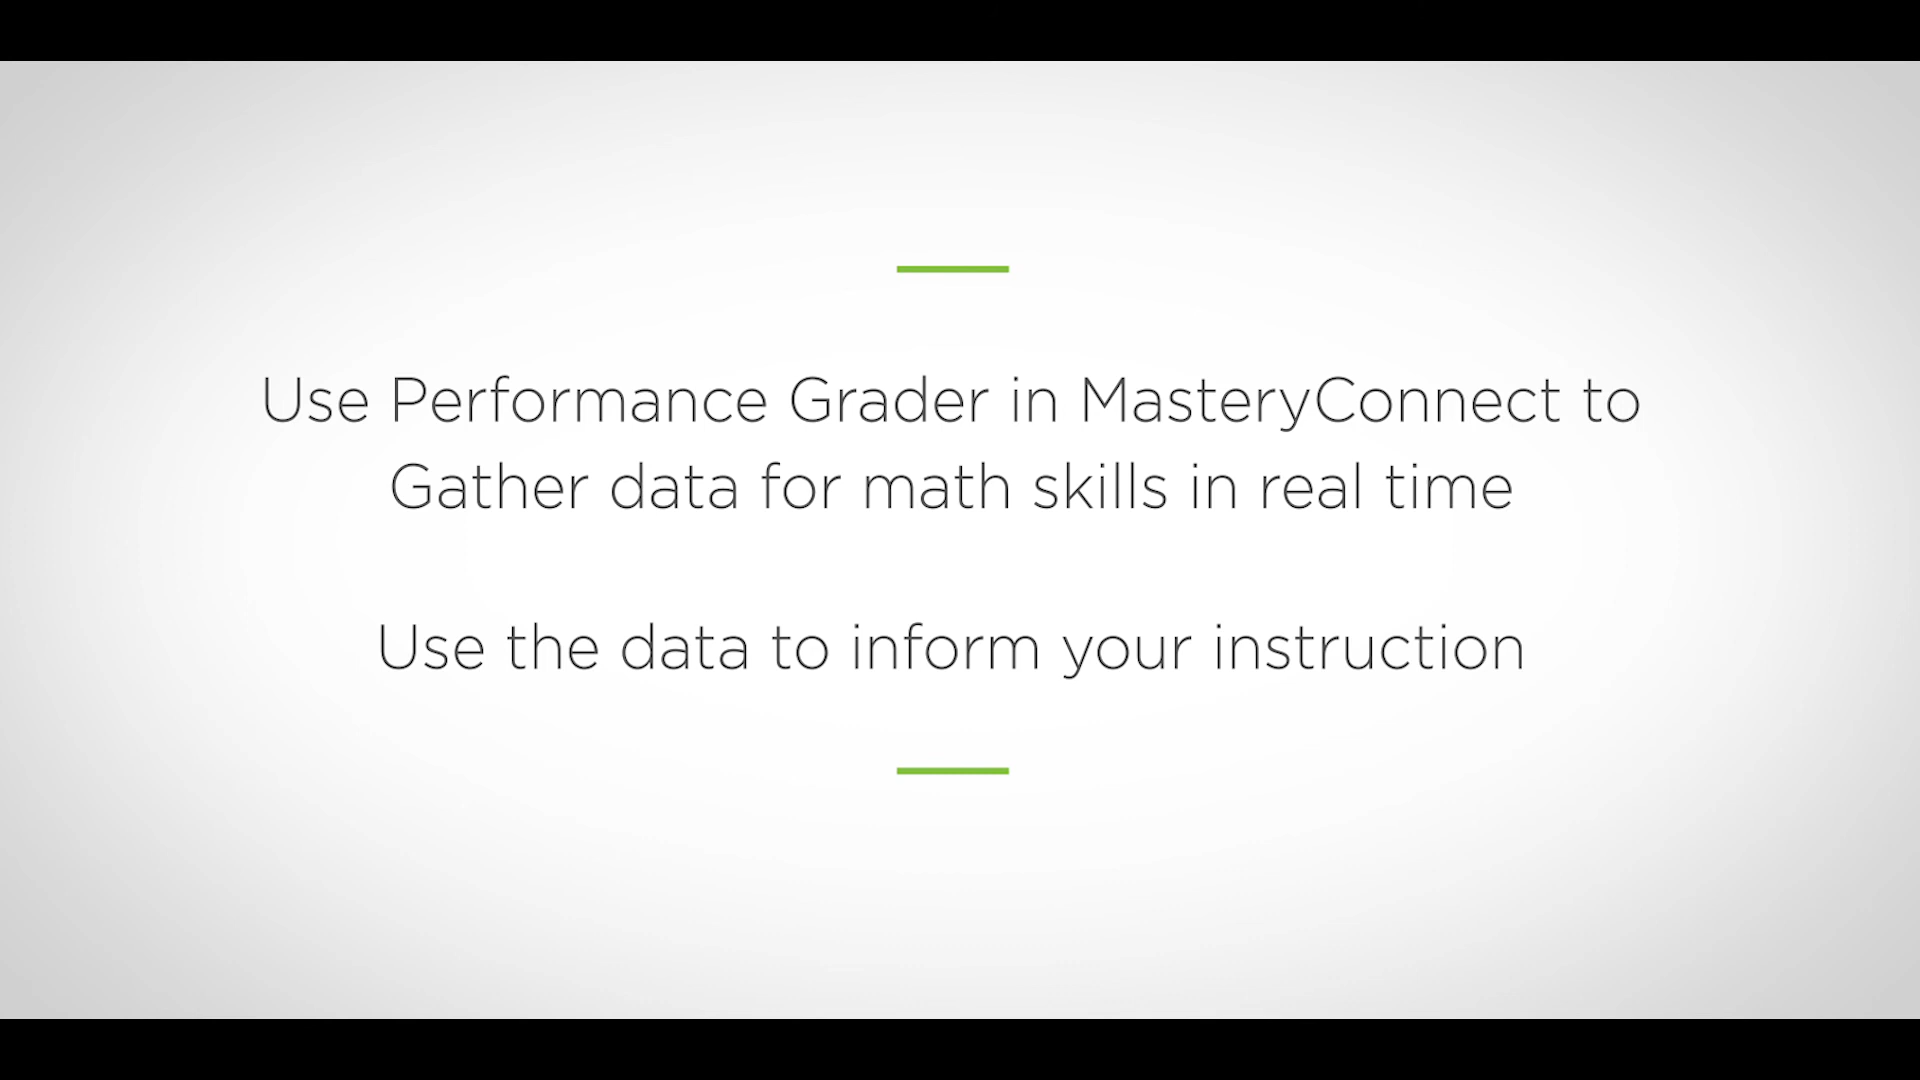 Use Performance Grader in MasteryConnect to
Gather data for math skills in real time
Use the data to inform your instruction